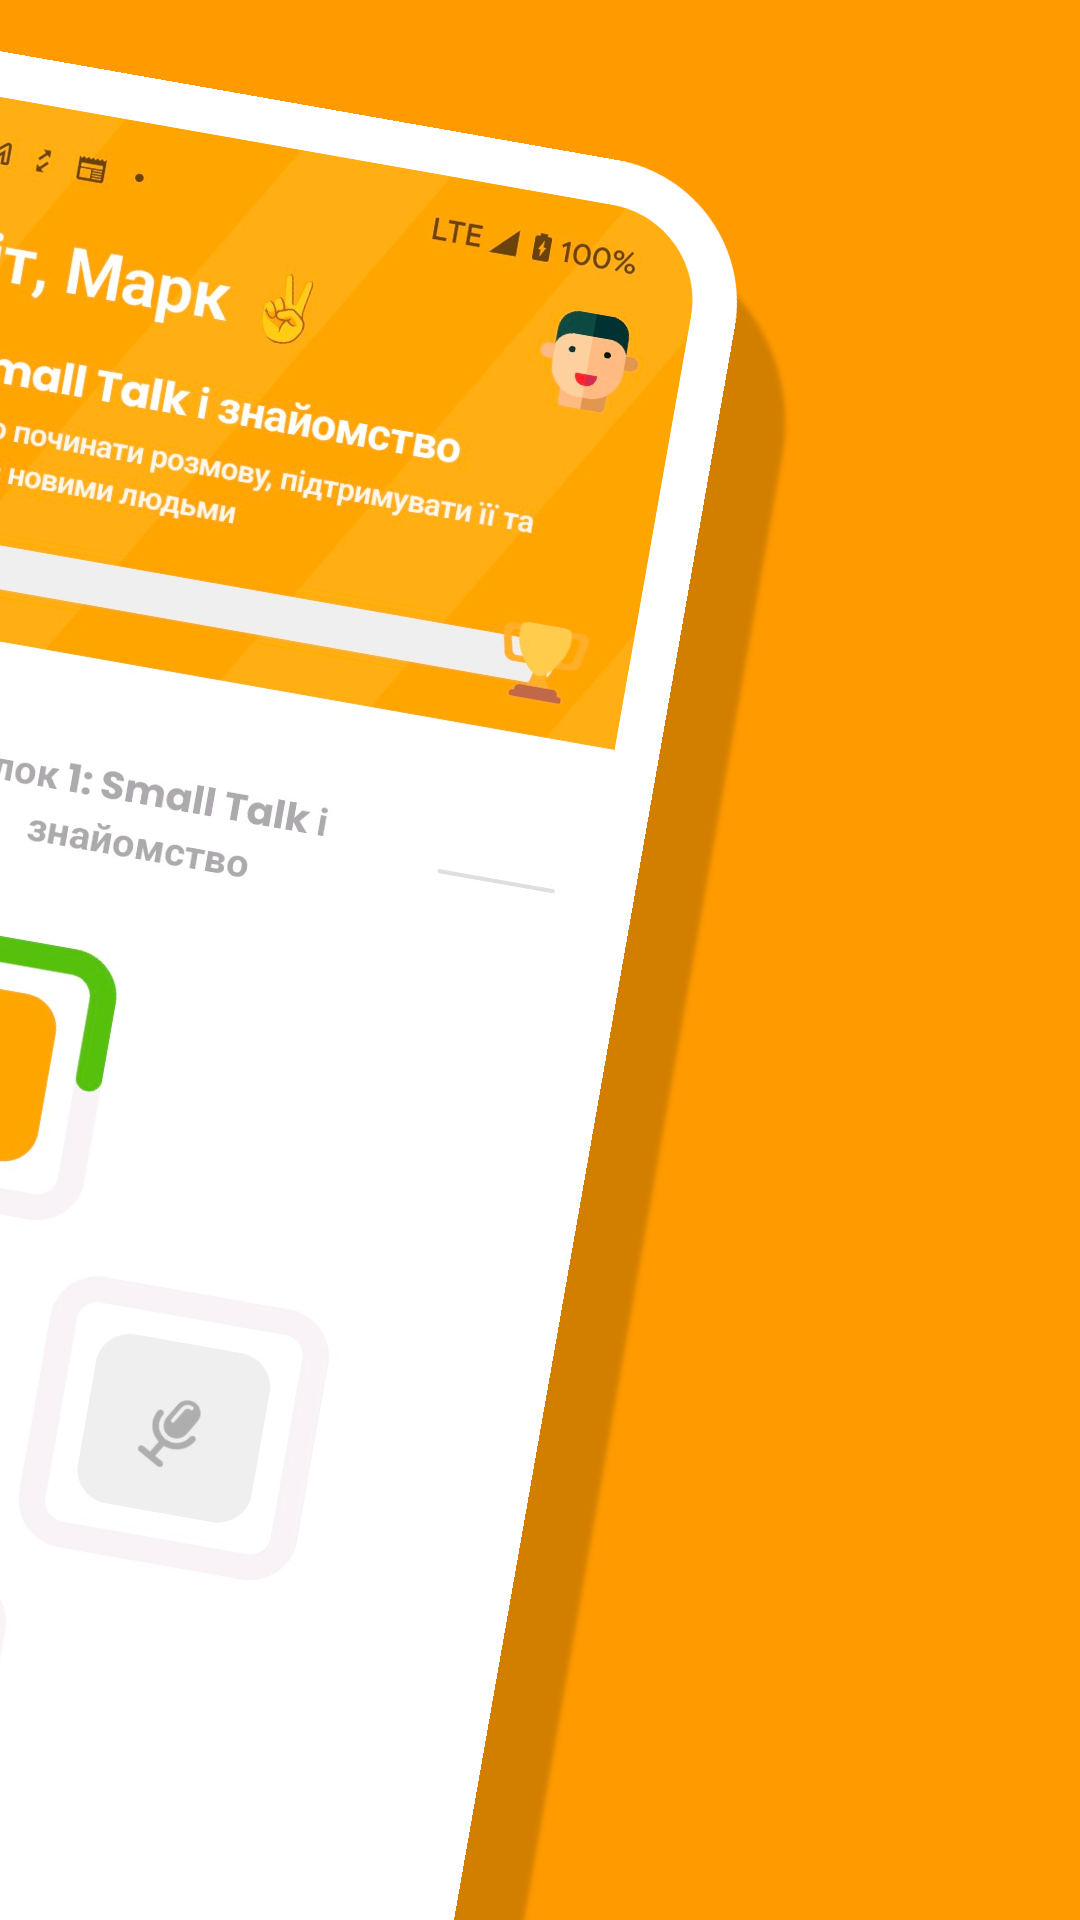 LTE 100%
іт, Марк ✌
mall Talk і знайомство
о починати розмову, підтримувати її та
новими людьми
лок 1: Small Talk і
знайомство